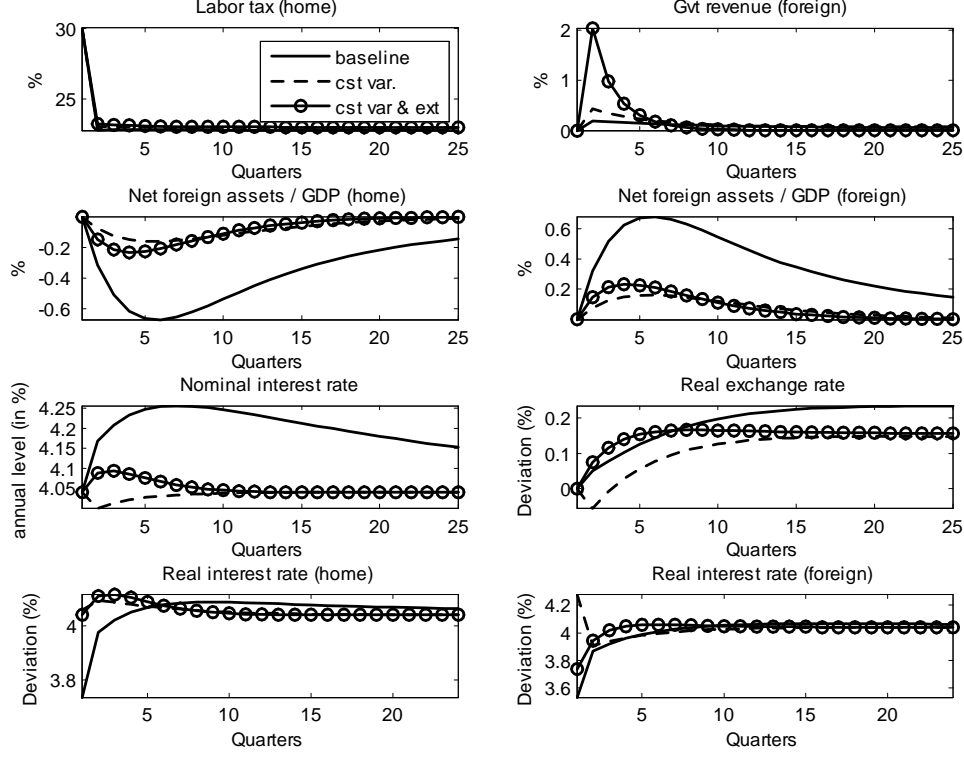 Labor tax (home)
30
25
%
5 10 15 20 25
Quarters
baseline
cst var.
cst var & ext
Gvt revenue (foreign)
2
1
0
%
5 10 15 20 25
Quarters
Net foreign assets / GDP (home)
-0.2
-0.4
-0.6
%
5 10 15 20 25
Quarters
Net foreign assets / GDP (foreign)
0.6
0.4
0.2
%
5 10 15 20 25
Quarters
Nominal interest rate
4.25
4.2
4.15
4.1
4.05
annual level (in %)
5 10 15 20 25
Quarters
Real exchange rate
0.2
0.1
0
Deviation (%)
5 10 15 20 25
Quarters
Real interest rate (home)
4
3.8
Deviation (%)
5 10 15 20
Quarters
Real interest rate (foreign)
4.2
4
3.8
3.6
Deviation (%)
5 10 15 20
Quarters